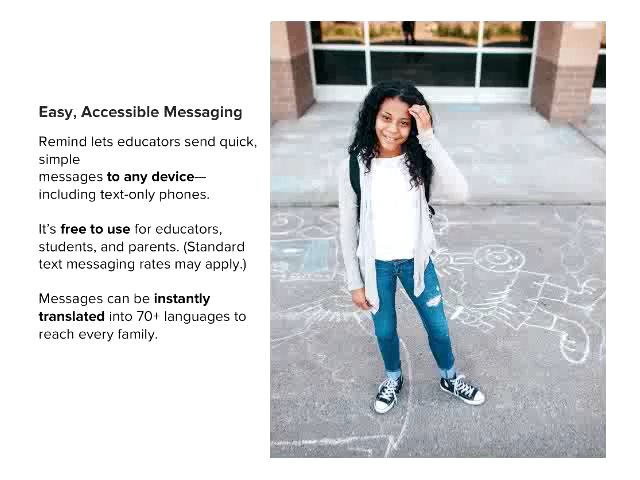 Easy, Accessible Messaging
Remind lets educators send quick,
simple
messages to any device—
including text-only phones.
It's free to use for educators,
students, and parents. (Standard
text messaging rates may apply.)
Messages can be instantly
translated into 70+ languages to
reach every family.